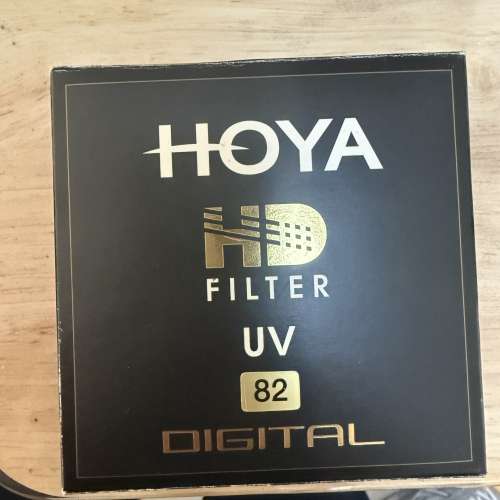 HOYA
HD
FILTER
UV
82
DIGITAL